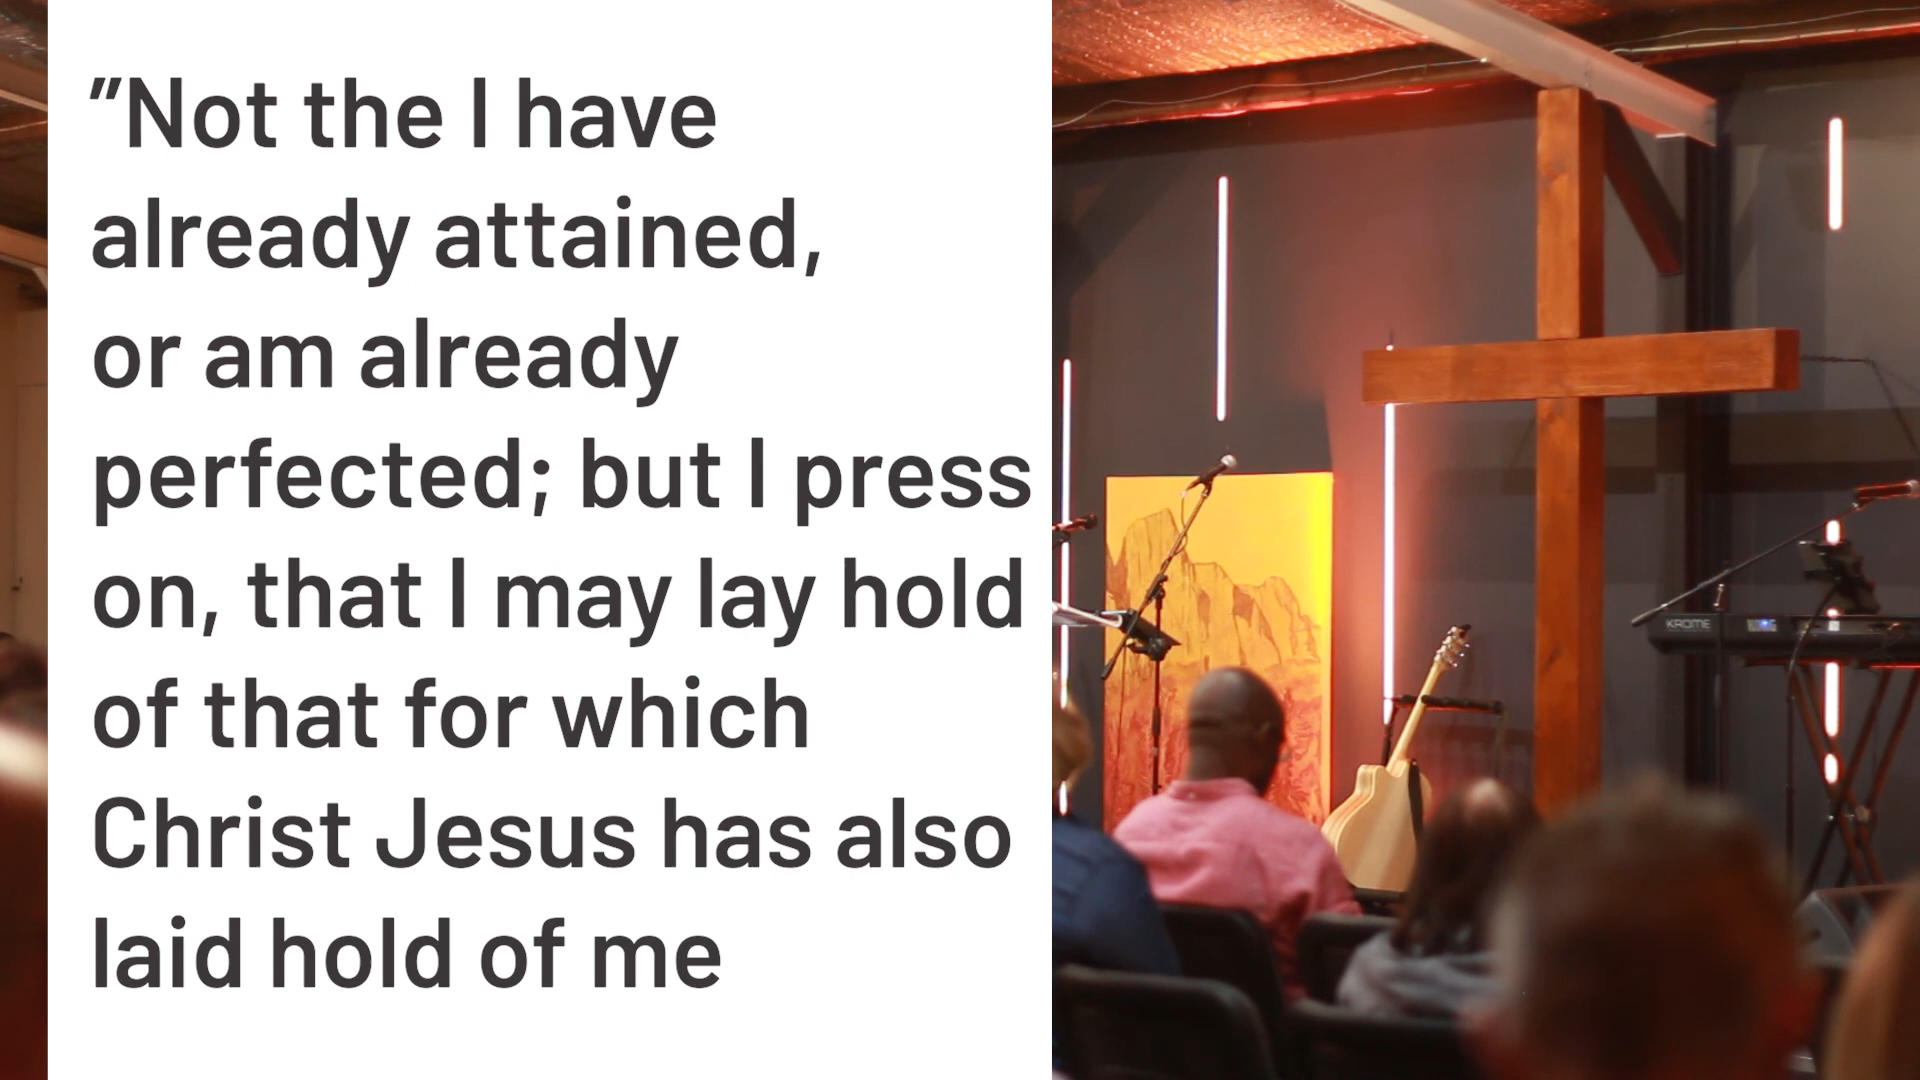 "Not the I have
already attained,
or am already
perfected; but I press
on, that I may lay hold
of that for which
Christ Jesus has also
laid hold of me
KROME